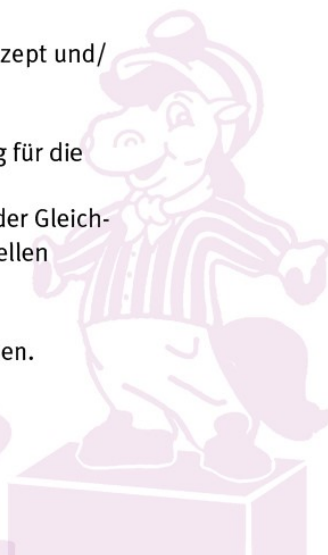 zept und/
g für die
der Gleich-
ellen
en.